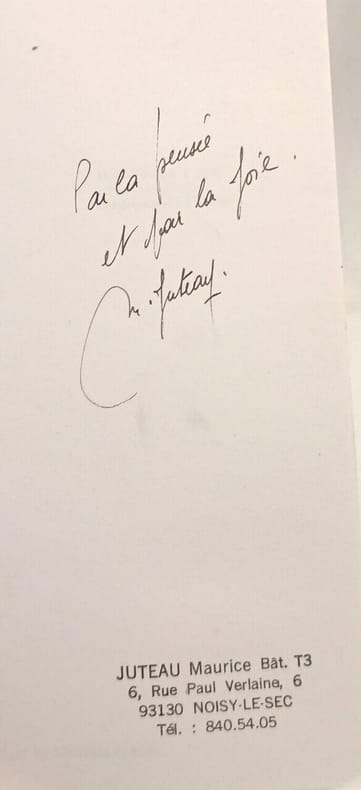 Par la pensée
et par la joie.
M. Juteau.
JUTEAU Maurice Bât. T3
6, Rue Paul Verlaine, 6
93130 NOISY-LE-SEC
Tél. : 840.54.05